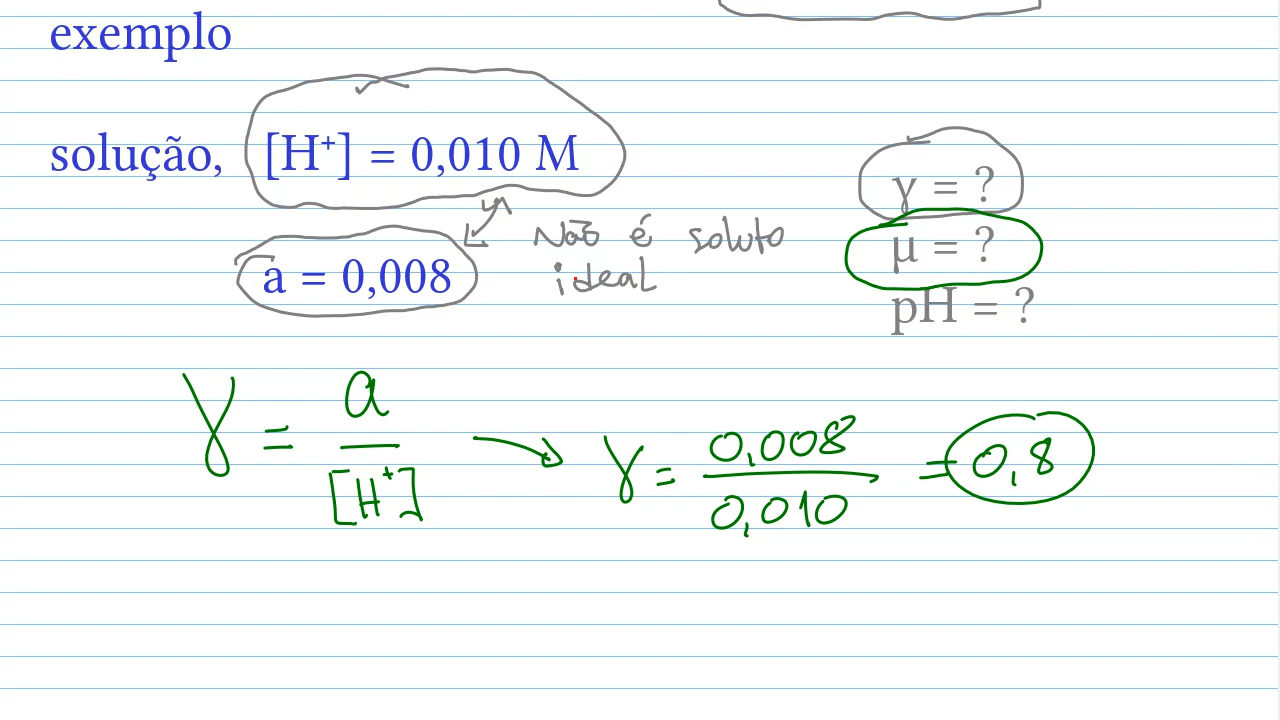 exemplo
solução, [H⁺] = 0,010 M
γ = ?
a = 0,008
Não é soluto
ideal
μ = ?
pH = ?
γ = a / [H⁺] → γ = 0,008 / 0,010 = 0,8